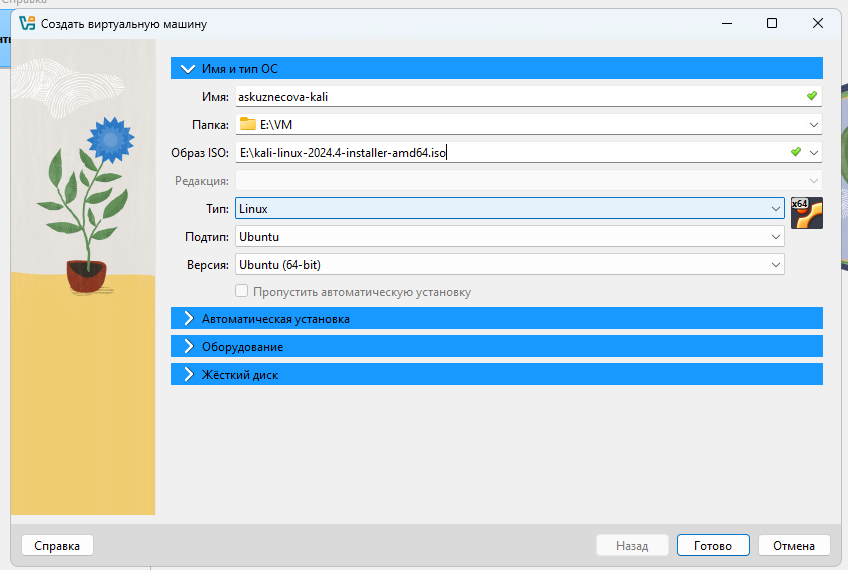 Справка
Создать виртуальную машину
Имя и тип ОС
Имя: askuznecova-kali
Папка: E:\VM
Образ ISO: E:\kali-linux-2024.4-installer-amd64.iso
Редакция:
Тип: Linux
x64
Подтип: Ubuntu
Версия: Ubuntu (64-bit)
Пропустить автоматическую установку
Автоматическая установка
Оборудование
Жёсткий диск
Справка Назад Готово Отмена